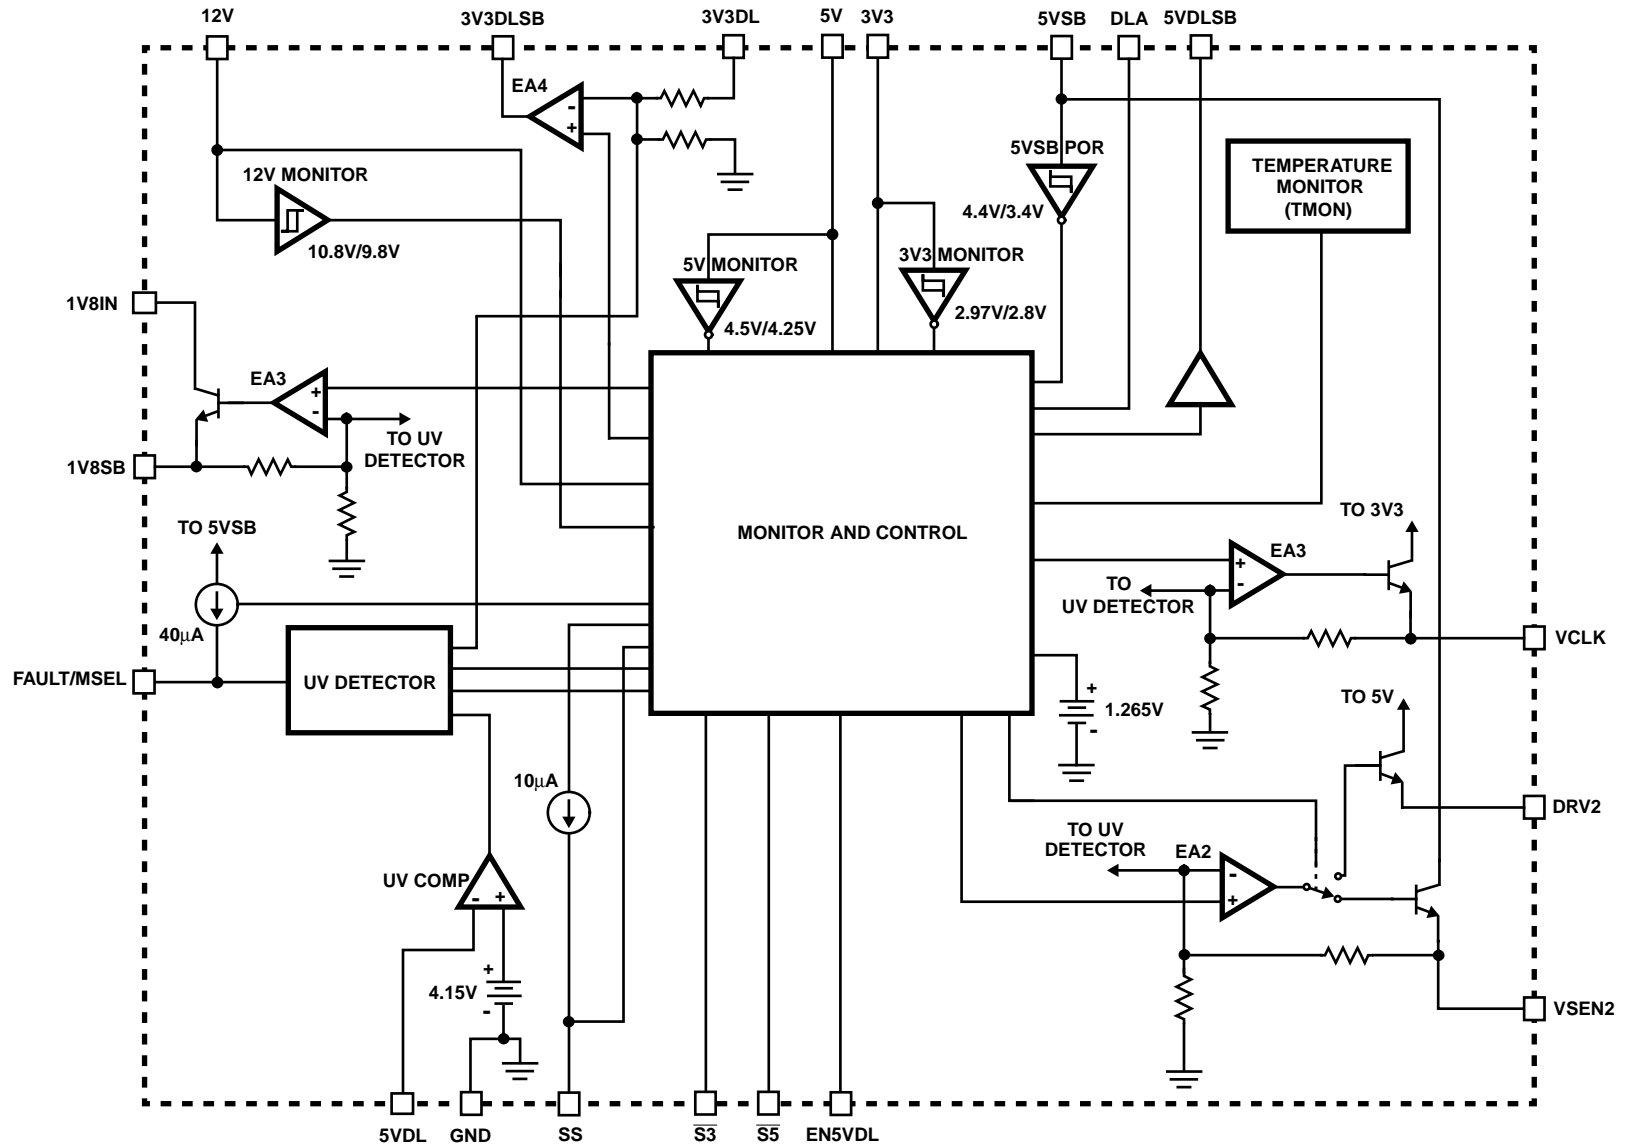 12V
3V3DLSB
3V3DL
5V
3V3
5VSB
DLA
5VDLSB
EA4
-
+
12V MONITOR
10.8V/9.8V
5VSB POR
4.4V/3.4V
TEMPERATURE
MONITOR
(TMON)
5V MONITOR
4.5V/4.25V
3V3 MONITOR
2.97V/2.8V
1V8IN
EA3
+
-
TO UV
DETECTOR
1V8SB
TO 5VSB
40µA
FAULT/MSEL
UV DETECTOR
MONITOR AND CONTROL
TO 3V3
EA3
+
-
TO
UV DETECTOR
VCLK
+
1.265V
-
TO 5V
DRV2
10µA
TO UV
DETECTOR
EA2
-
+
UV COMP
-
+
+
4.15V
-
VSEN2
5VDL
GND
SS
S̅3̅
S̅5̅
EN5VDL